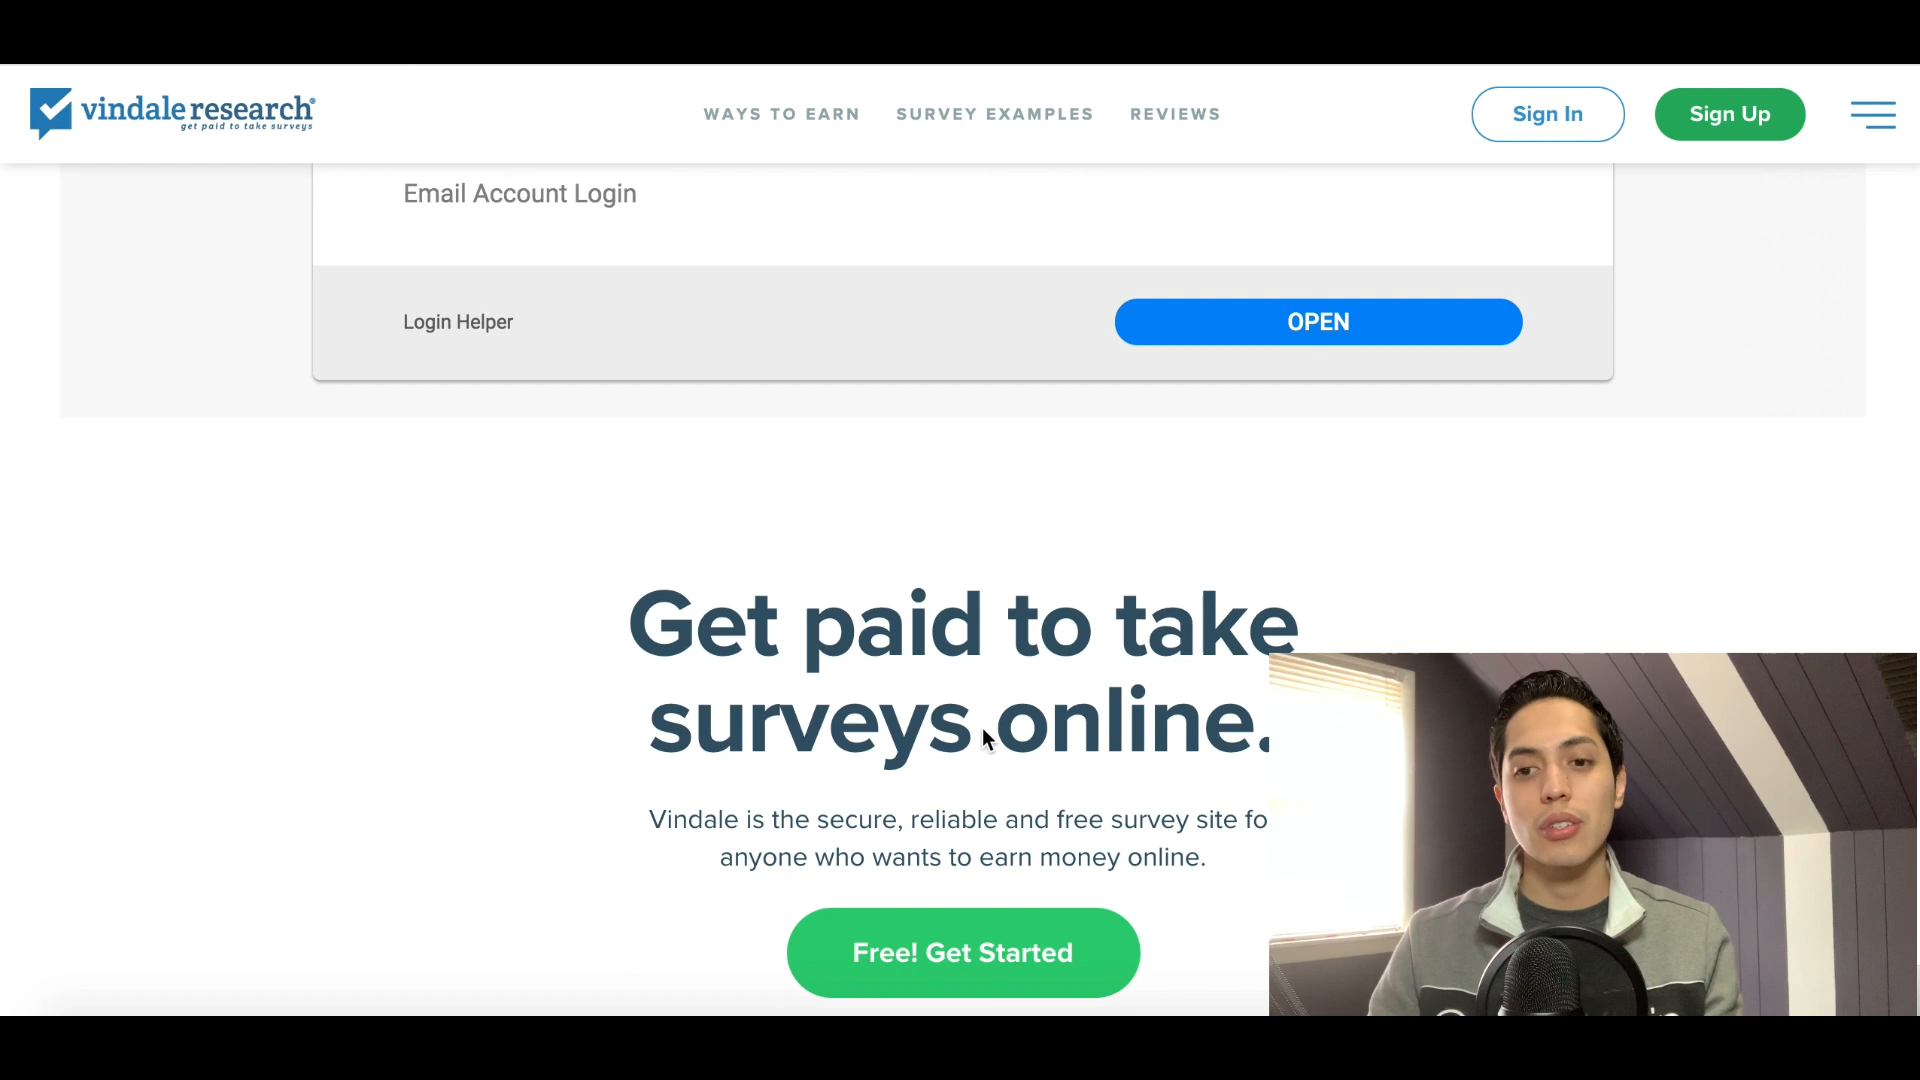 vindale research®
get paid to take surveys
WAYS TO EARN
SURVEY EXAMPLES
REVIEWS
Sign In
Sign Up
Email Account Login
Login Helper
OPEN
Get paid to take
surveys online.
Vindale is the secure, reliable and free survey site fo
anyone who wants to earn money online.
Free! Get Started